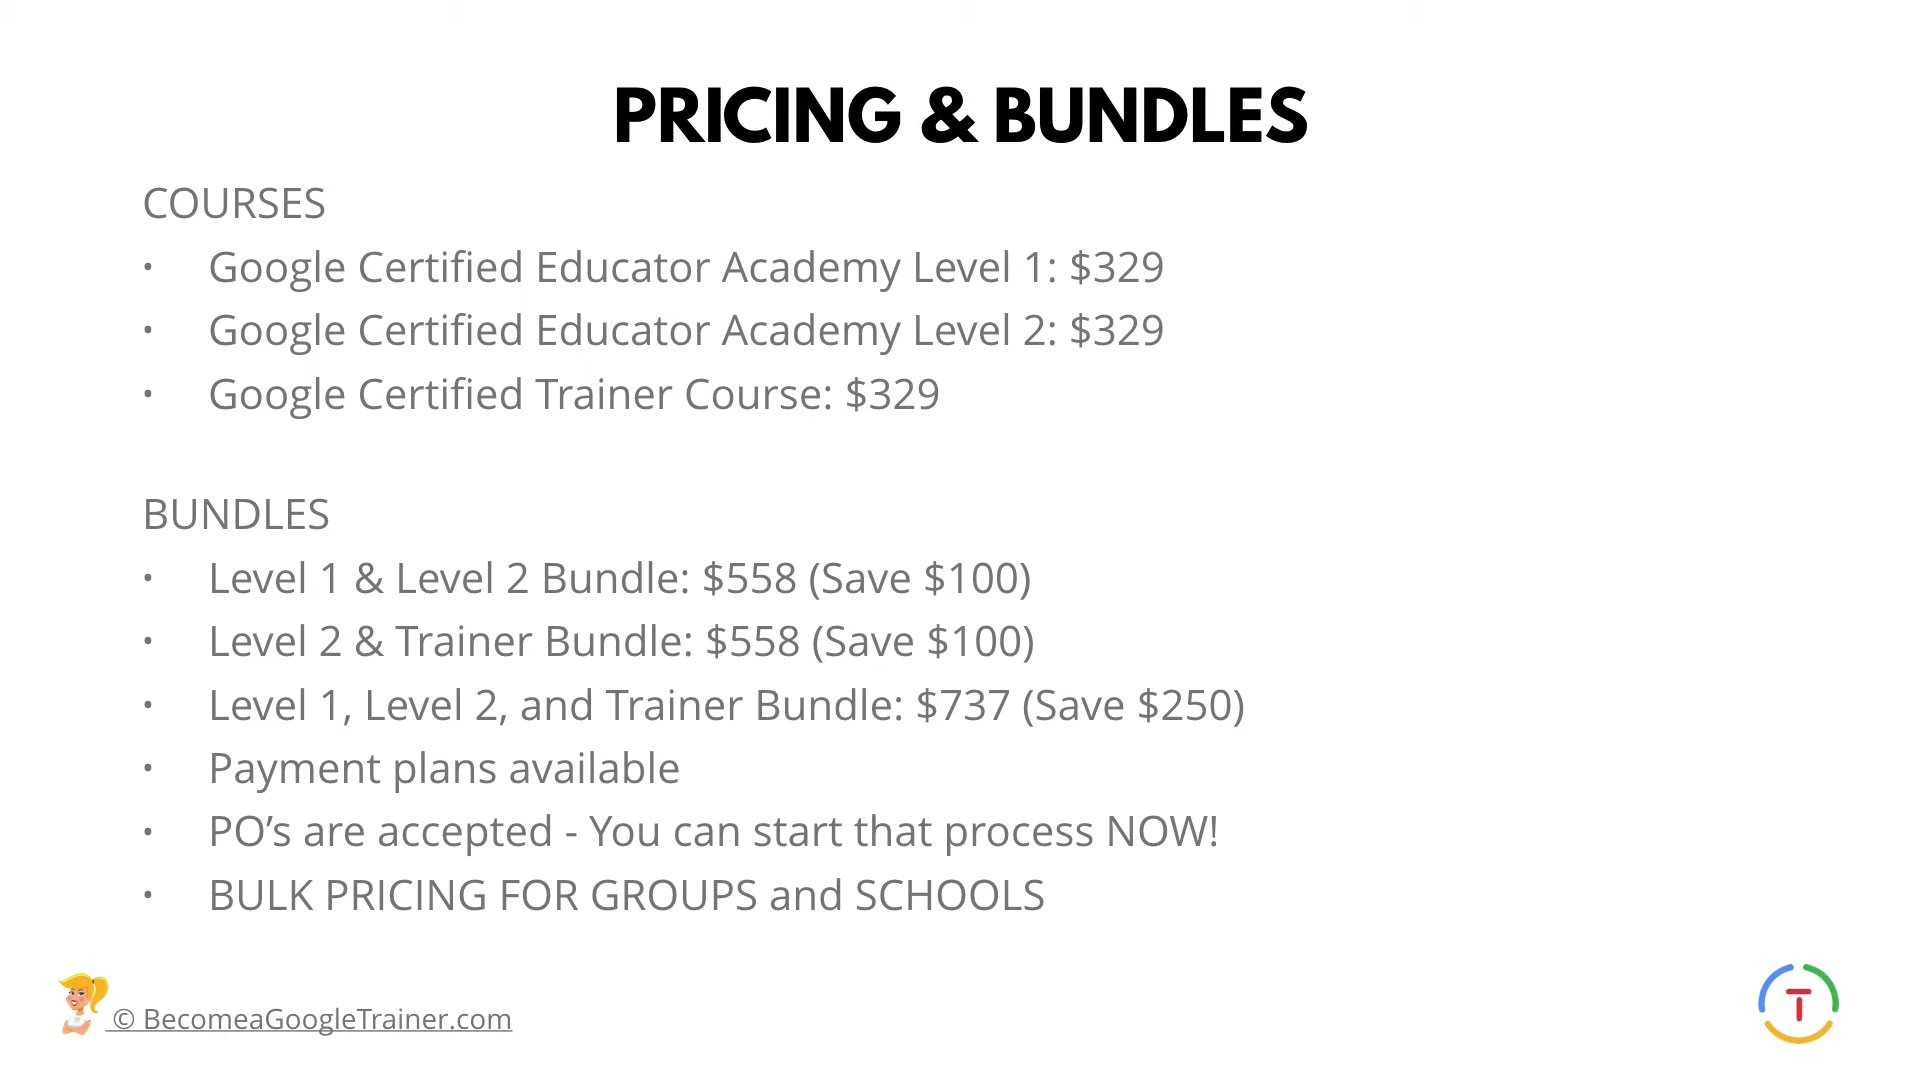 PRICING & BUNDLES
COURSES
• Google Certified Educator Academy Level 1: $329
• Google Certified Educator Academy Level 2: $329
• Google Certified Trainer Course: $329
BUNDLES
• Level 1 & Level 2 Bundle: $558 (Save $100)
• Level 2 & Trainer Bundle: $558 (Save $100)
• Level 1, Level 2, and Trainer Bundle: $737 (Save $250)
• Payment plans available
• PO’s are accepted - You can start that process NOW!
• BULK PRICING FOR GROUPS and SCHOOLS
© BecomeaGoogleTrainer.com
T